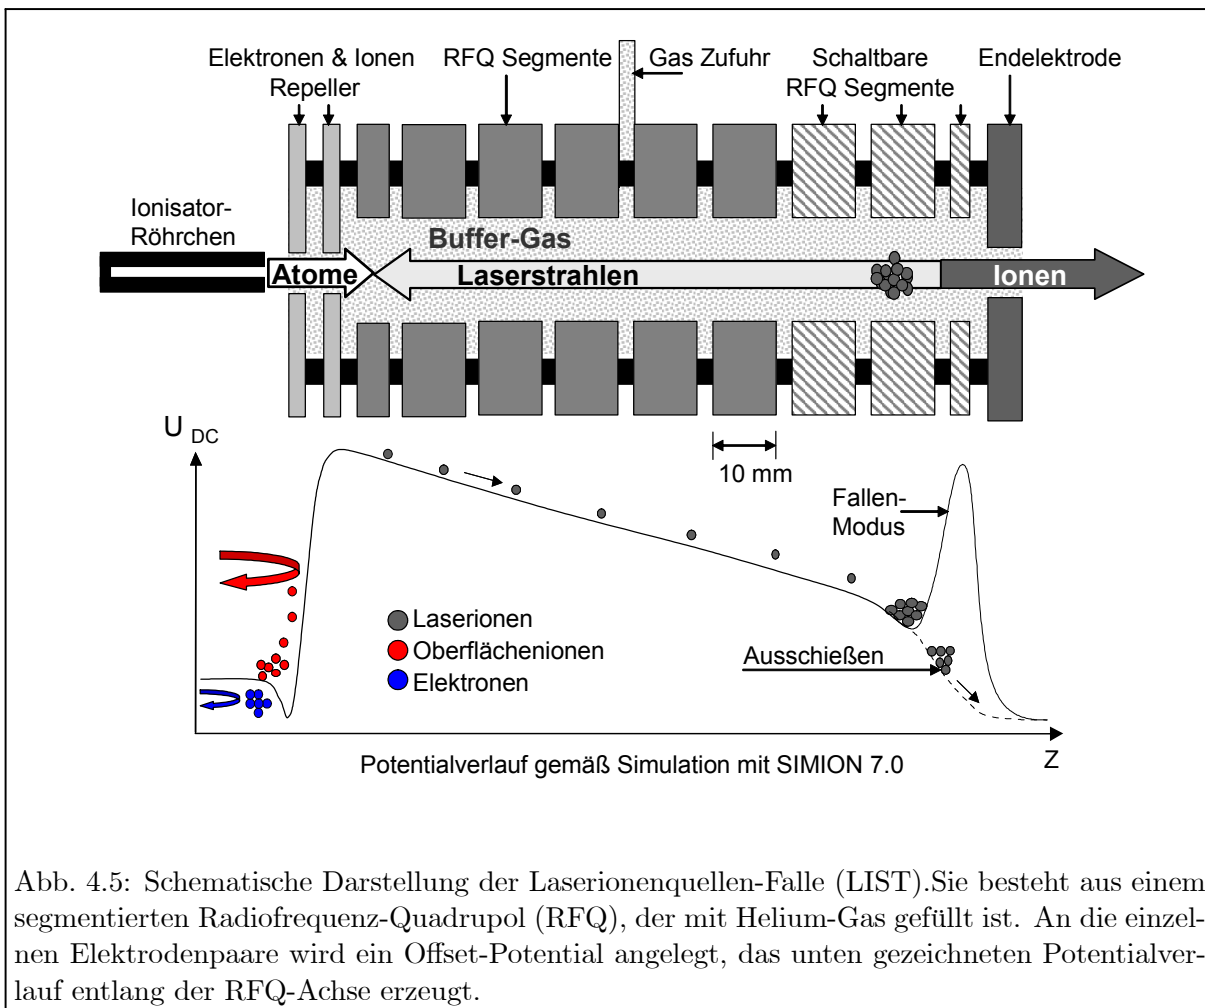 Elektronen & Ionen
Repeller
RFQ Segmente
Gas Zufuhr
Schaltbare
RFQ Segmente
Endelektrode
Ionisator-
Röhrchen
Buffer-Gas
Atome
Laserstrahlen
Ionen
U DC
10 mm
Fallen-
Modus
Laserionen
Oberflächenionen
Elektronen
Ausschießen
Z
Potentialverlauf gemäß Simulation mit SIMION 7.0
Abb. 4.5: Schematische Darstellung der Laserionenquellen-Falle (LIST).Sie besteht aus einem
segmentierten Radiofrequenz-Quadrupol (RFQ), der mit Helium-Gas gefüllt ist. An die einzel-
nen Elektrodenpaare wird ein Offset-Potential angelegt, das unten gezeichneten Potentialver-
lauf entlang der RFQ-Achse erzeugt.